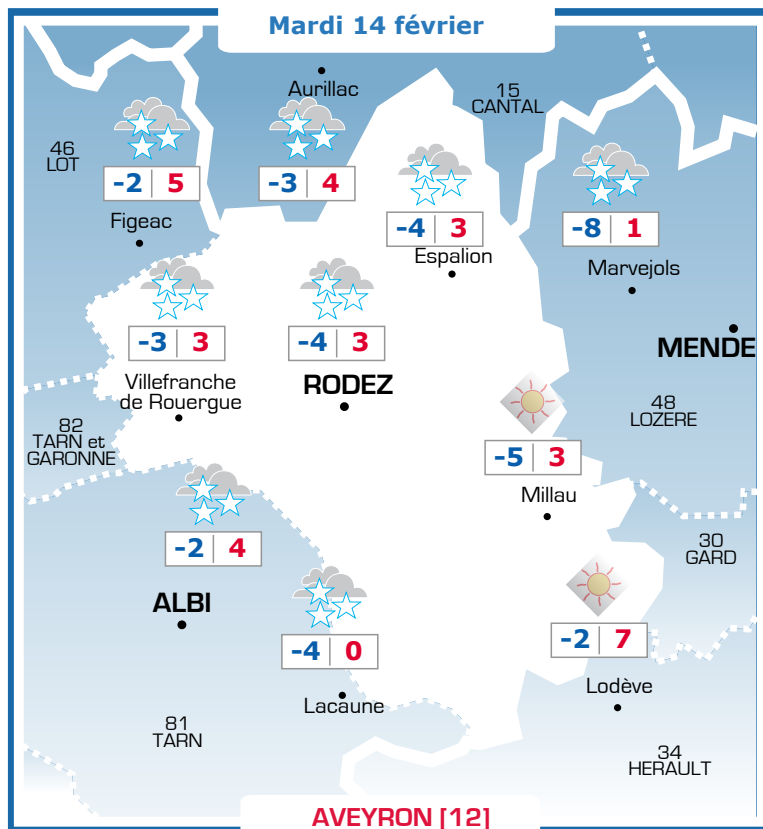 Mardi 14 février
Aurillac
15
CANTAL
46
LOT
-2 5
-3 4
-4 3
-8 1
Figeac
Espalion
Marvejols
-3 3
-4 3
MENDE
Villefranche
de Rouergue
RODEZ
48
LOZERE
82
TARN et
GARONNE
-5 3
Millau
-2 4
30
GARD
ALBI
-4 0
-2 7
Lacaune
Lodève
81
TARN
34
HERAULT
AVEYRON [12]